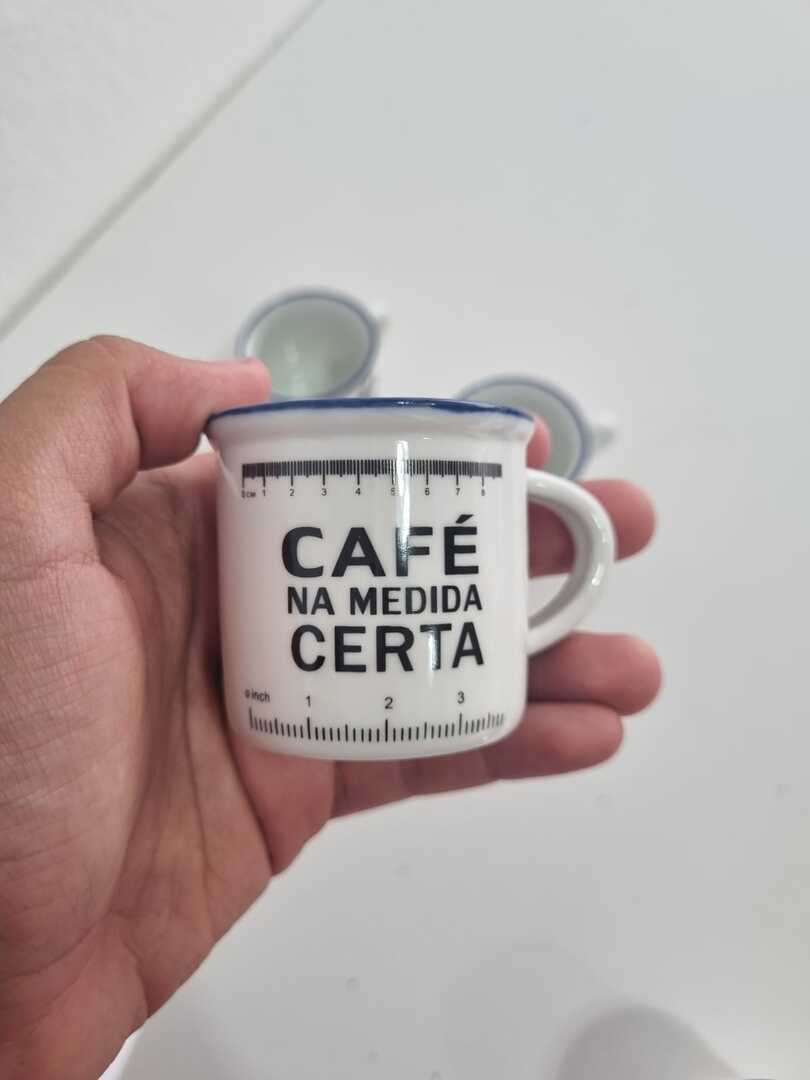 0 CM 1 2 3 4 5 6 7 8
CAFÉ
NA MEDIDA
CERTA
0 inch 1 2 3